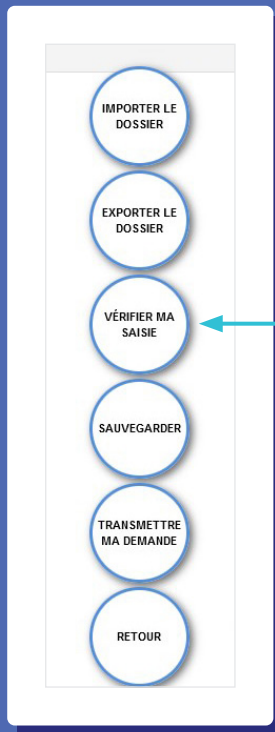 IMPORTER LE
DOSSIER
EXPORTER LE
DOSSIER
VÉRIFIER MA
SAISIE
SAUVEGARDER
TRANSMETTRE
MA DEMANDE
RETOUR